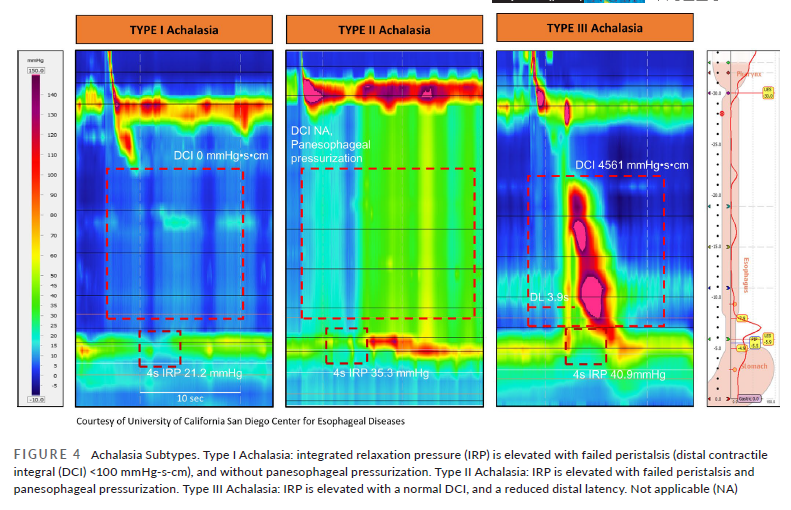 TYPE I Achalasia
TYPE II Achalasia
TYPE III Achalasia
mmHg
150.0
140
130
120
110
100
90
80
70
60
50
45
40
35
30
25
20
15
10
5
0
-5
-10.0
DCI 0 mmHg•s•cm
4s IRP 21.2 mmHg
10 sec
DCI NA,
Panesophageal
pressurization
4s IRP 35.3 mmHg
DCI 4561 mmHg•s•cm
DL 3.9s
4s IRP 40.9mmHg
Pharynx
UES
Esophagus
LES
Stomach
Gastric 0.0
Courtesy of University of California San Diego Center for Esophageal Diseases
FIGURE 4 Achalasia Subtypes. Type I Achalasia: integrated relaxation pressure (IRP) is elevated with failed peristalsis (distal contractile
integral (DCI) <100 mmHg-s-cm), and without panesophageal pressurization. Type II Achalasia: IRP is elevated with failed peristalsis and
panesophageal pressurization. Type III Achalasia: IRP is elevated with a normal DCI, and a reduced distal latency. Not applicable (NA)